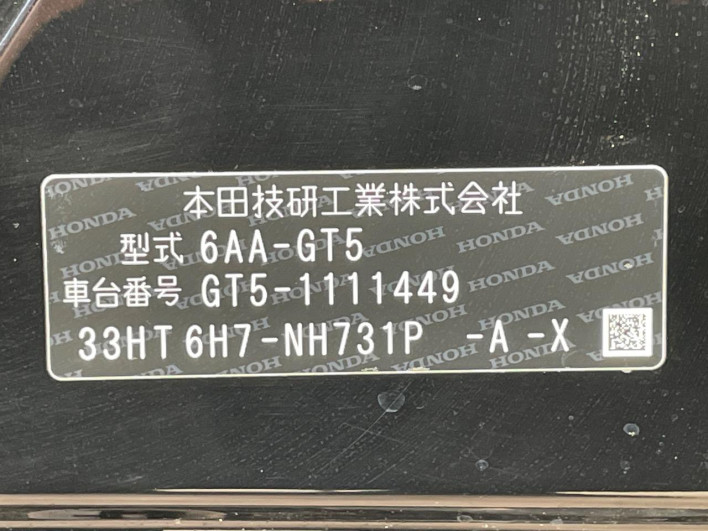 本田技研工業株式会社
型式 6AA-GT5
車台番号 GT5-1111449
33HT 6H7-NH731P -A -X